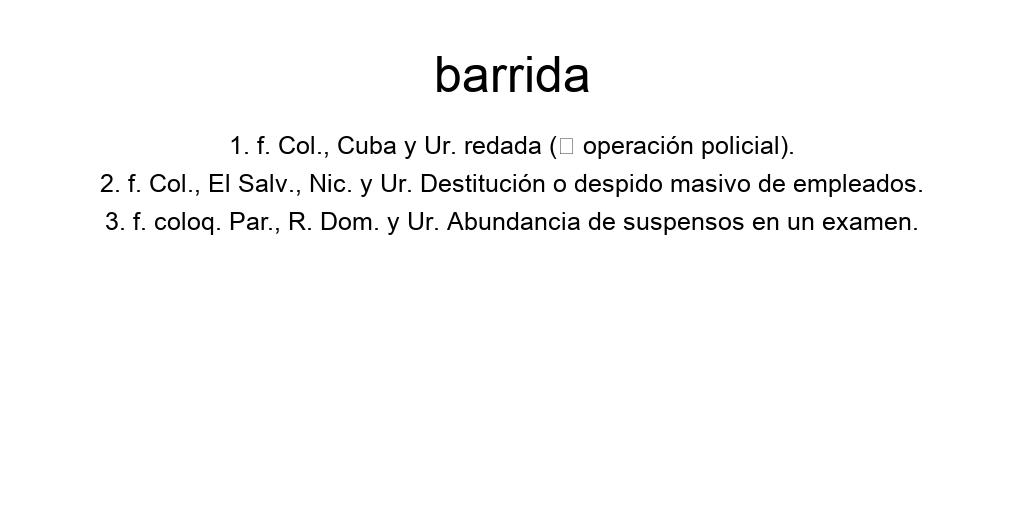 barrida
1. f. Col., Cuba y Ur. redada (□ operación policial).
2. f. Col., El Salv., Nic. y Ur. Destitución o despido masivo de empleados.
3. f. coloq. Par., R. Dom. y Ur. Abundancia de suspensos en un examen.